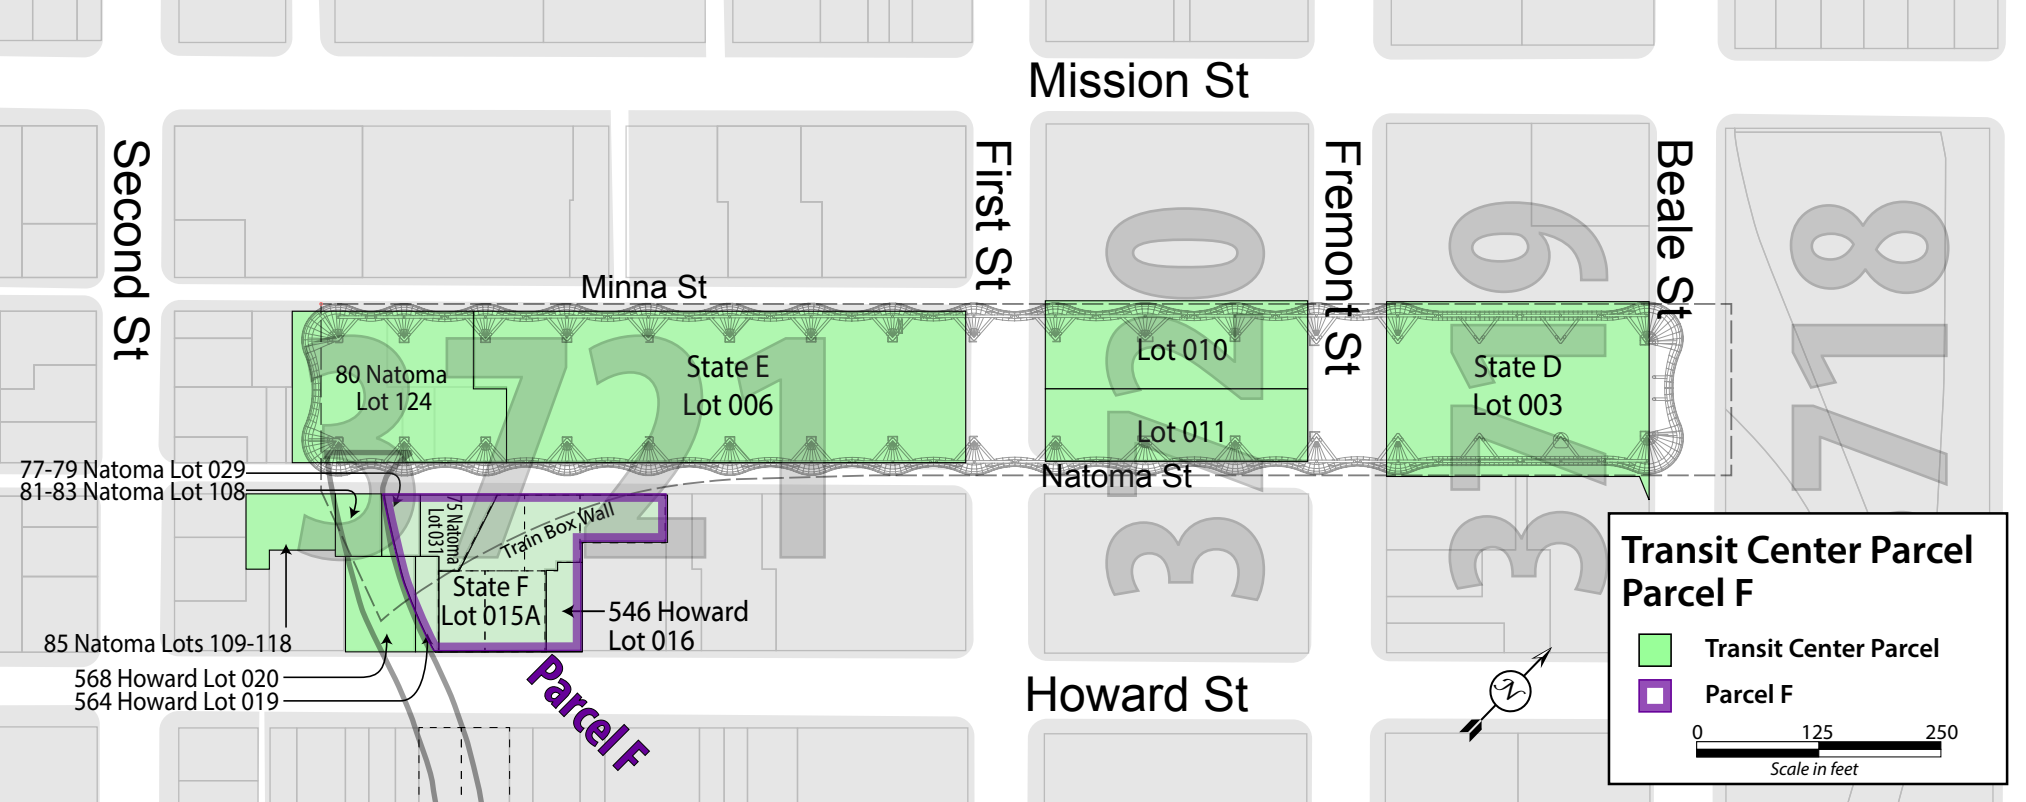 Mission St
Second St
First St
Fremont St
Beale St
Minna St
3721
3720
3719
3718
80 Natoma
Lot 124
State E
Lot 006
Lot 010
Lot 011
State D
Lot 003
Natoma St
77-79 Natoma Lot 029
81-83 Natoma Lot 108
75 Natoma
Lot 031
Train Box Wall
State F
Lot 015A
546 Howard
Lot 016
85 Natoma Lots 109-118
568 Howard Lot 020
564 Howard Lot 019
Parcel F
Howard St
N
Transit Center Parcel
Parcel F
Transit Center Parcel
Parcel F
0 125 250
Scale in feet